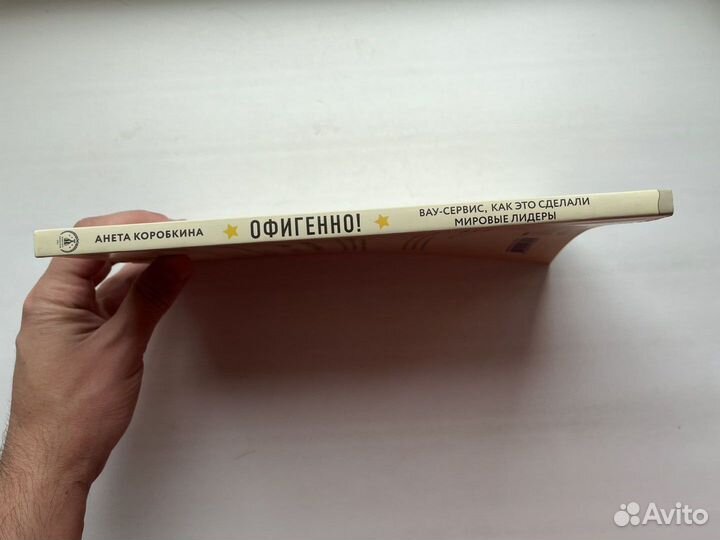 АНЕТА КОРОБКИНА
ОФИГЕННО!
ВАУ-СЕРВИС, КАК ЭТО СДЕЛАЛИ
МИРОВЫЕ ЛИДЕРЫ
Avito